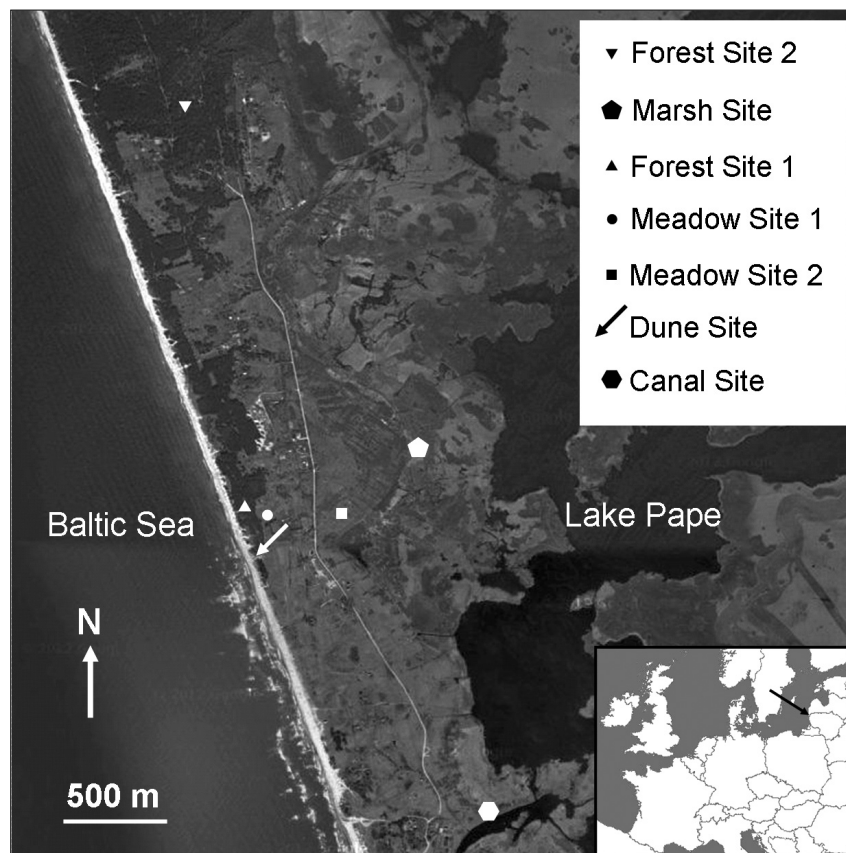 Forest Site 2
Marsh Site
Forest Site 1
Meadow Site 1
Meadow Site 2
Dune Site
Canal Site
Baltic Sea
Lake Pape
N
500 m